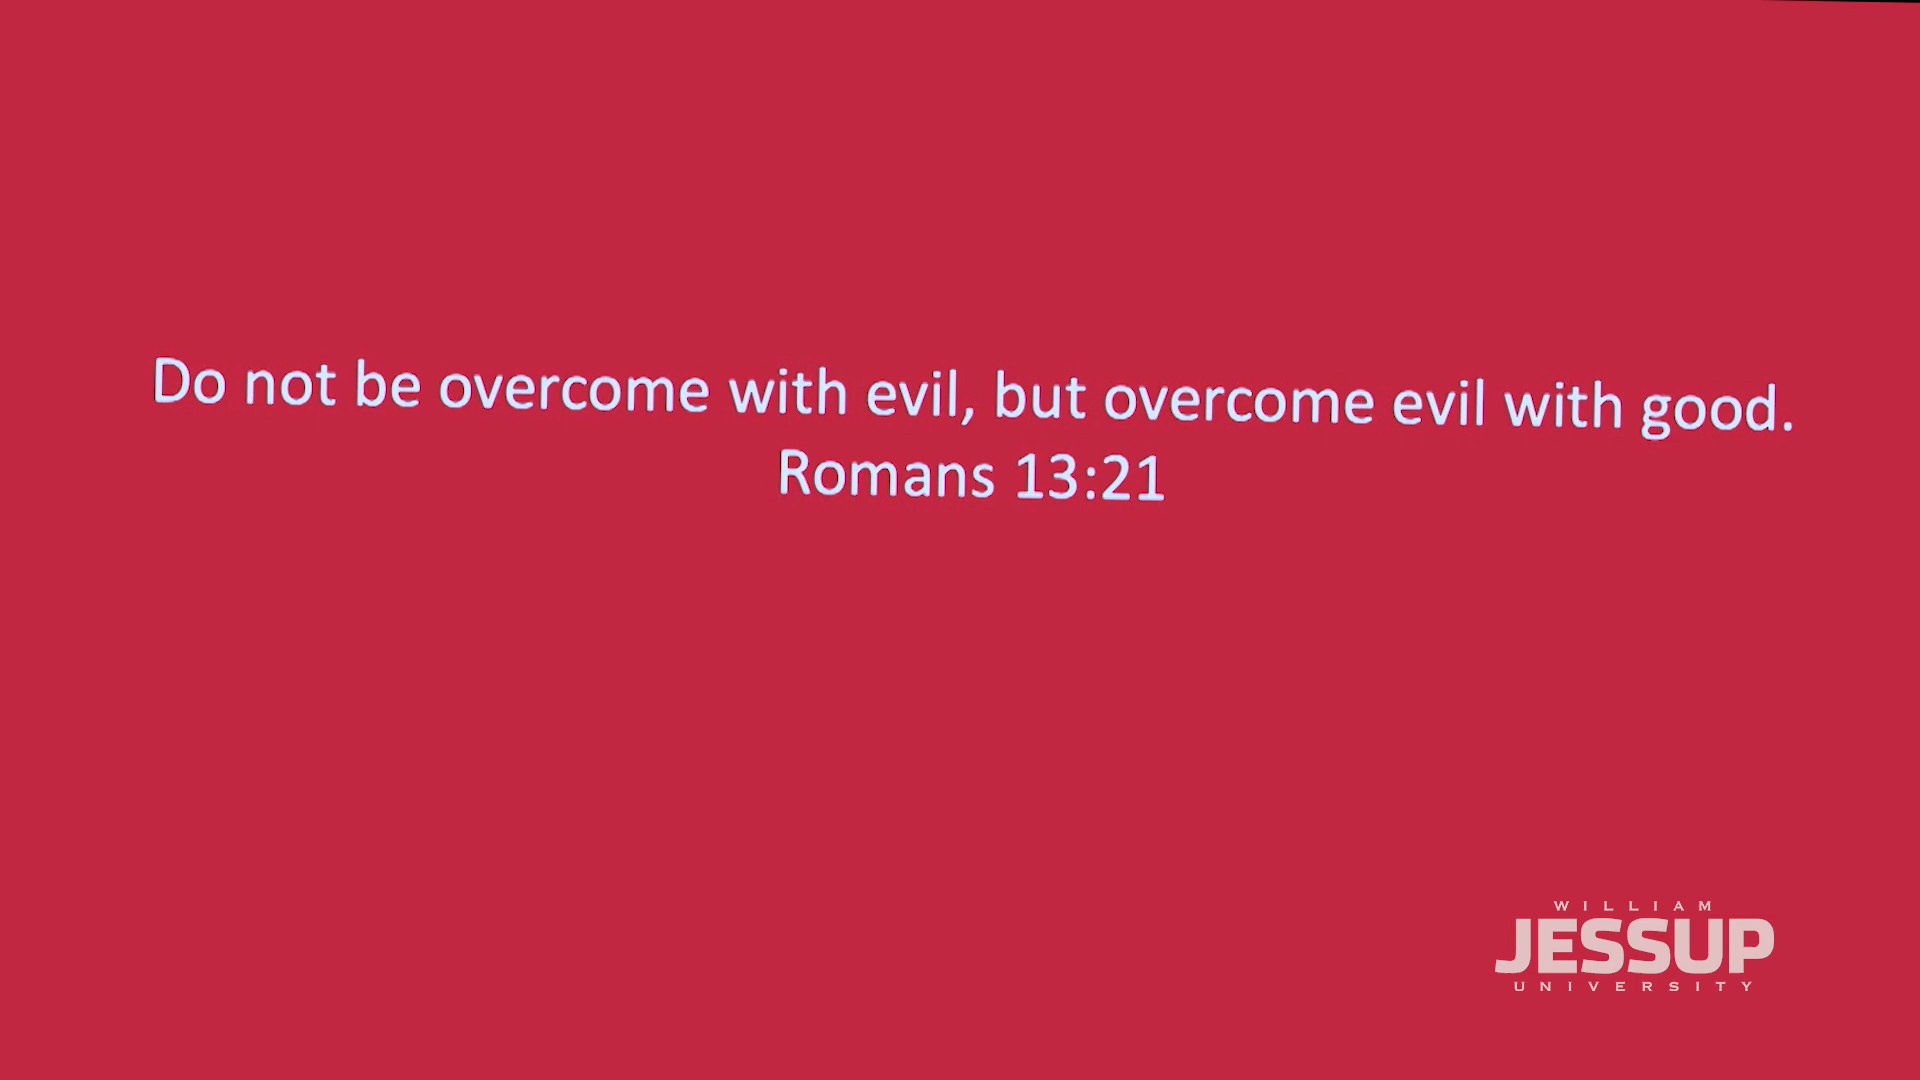 Do not be overcome with evil, but overcome evil with good.
Romans 13:21
WILLIAM
JESSUP
UNIVERSITY